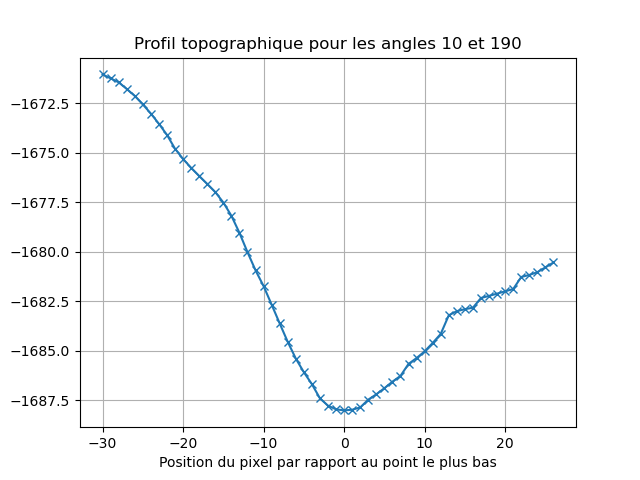 Profil topographique pour les angles 10 et 190
−1672.5
−1675.0
−1677.5
−1680.0
−1682.5
−1685.0
−1687.5
−30 −20 −10 0 10 20
Position du pixel par rapport au point le plus bas